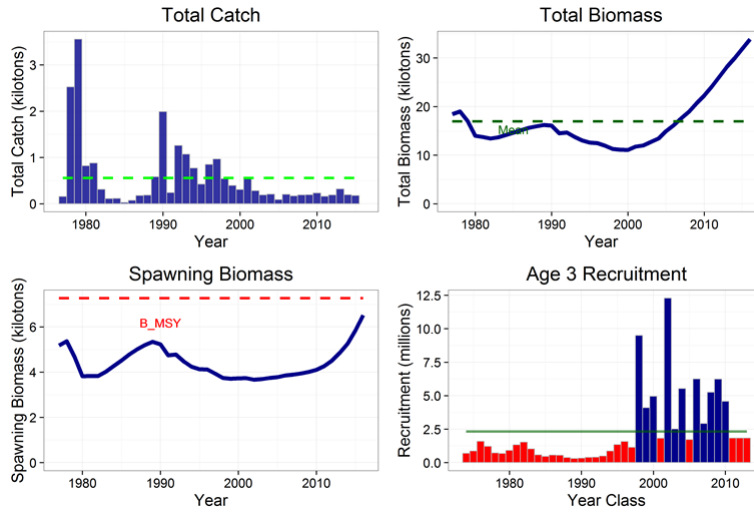 Total Catch
Total Catch (kilotons)
3
2
1
0
1980 1990 2000 2010
Year
Total Biomass
Total Biomass (kilotons)
30
20
10
0
Mean
1980 1990 2000 2010
Year
Spawning Biomass
Spawning Biomass (kilotons)
6
4
2
0
B_MSY
1980 1990 2000 2010
Year
Age 3 Recruitment
Recruitment (millions)
12.5
10.0
7.5
5.0
2.5
0.0
1980 1990 2000 2010
Year Class